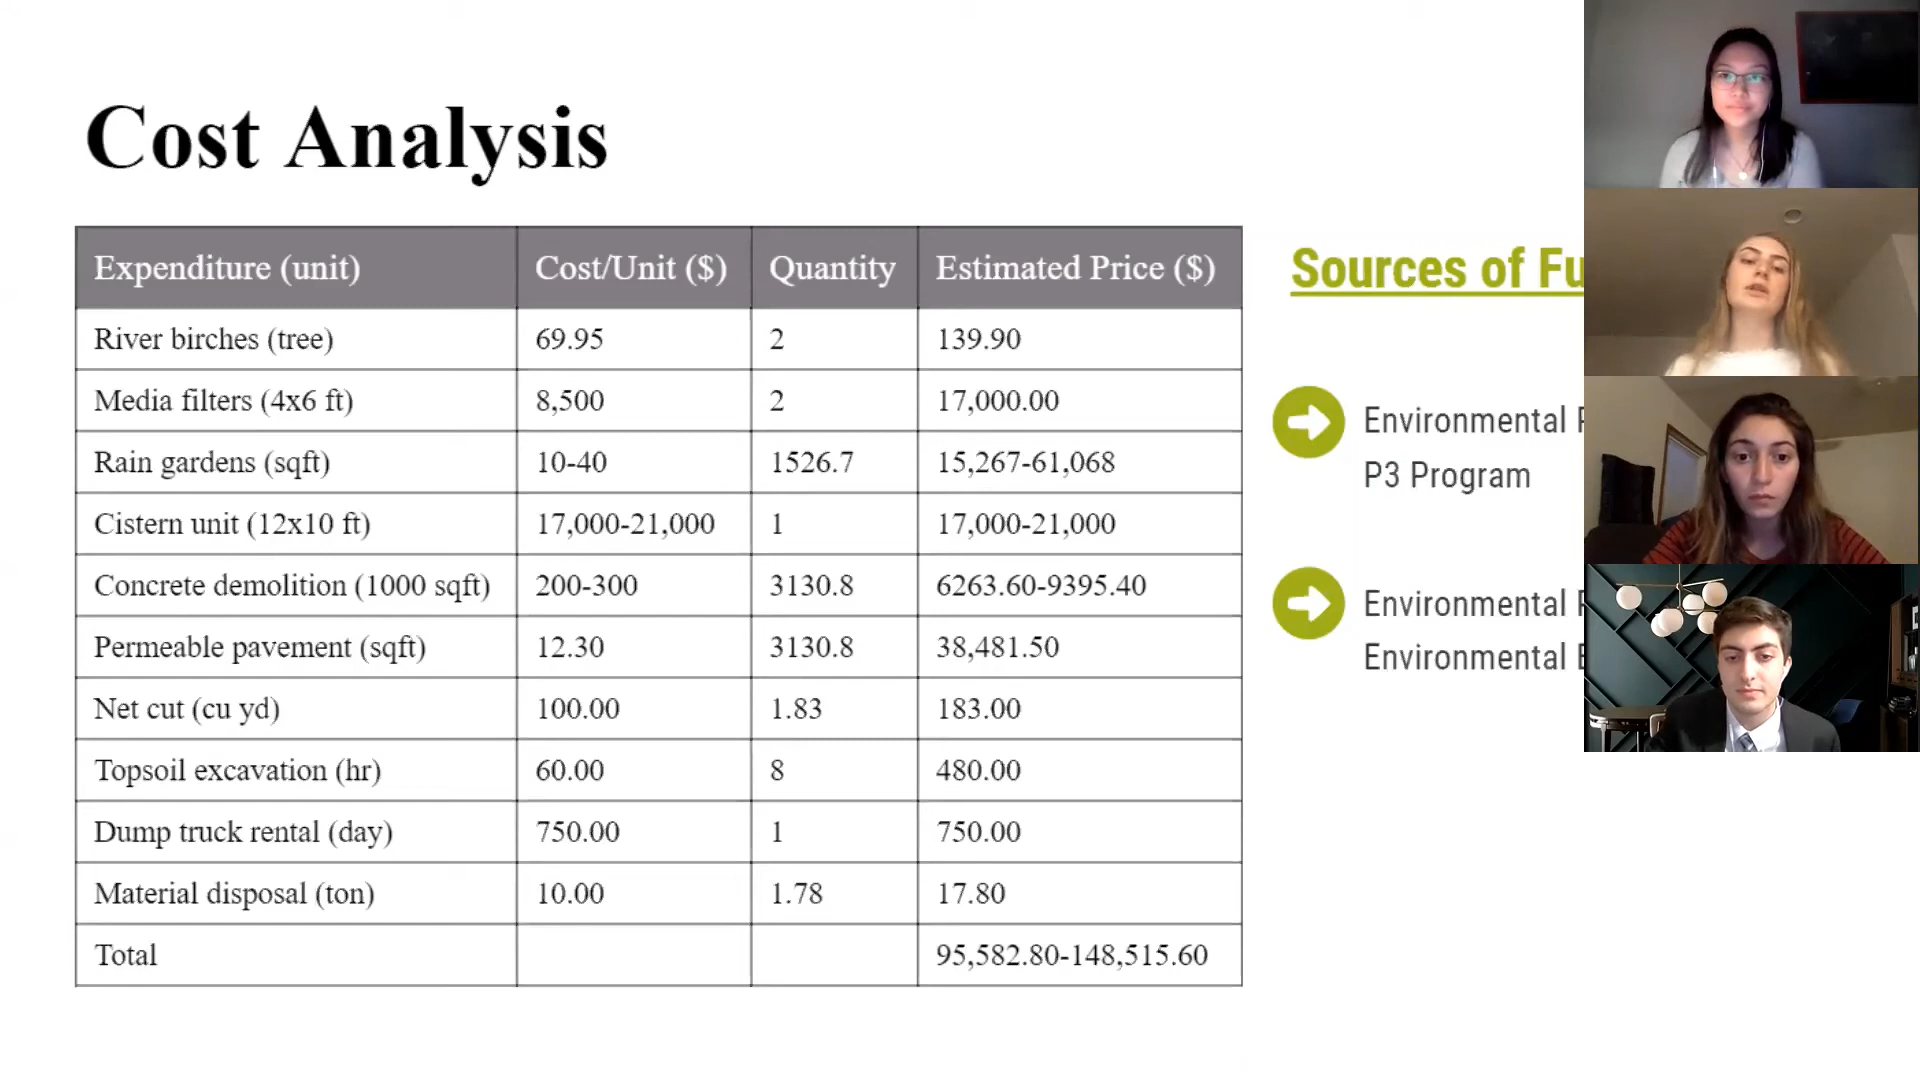 Cost Analysis
Expenditure (unit) Cost/Unit ($) Quantity Estimated Price ($)
River birches (tree) 69.95 2 139.90
Media filters (4x6 ft) 8,500 2 17,000.00
Rain gardens (sqft) 10-40 1526.7 15,267-61,068
Cistern unit (12x10 ft) 17,000-21,000 1 17,000-21,000
Concrete demolition (1000 sqft) 200-300 3130.8 6263.60-9395.40
Permeable pavement (sqft) 12.30 3130.8 38,481.50
Net cut (cu yd) 100.00 1.83 183.00
Topsoil excavation (hr) 60.00 8 480.00
Dump truck rental (day) 750.00 1 750.00
Material disposal (ton) 10.00 1.78 17.80
Total 95,582.80-148,515.60
Sources of
Environmental
P3 Program
Environmental
Environmental